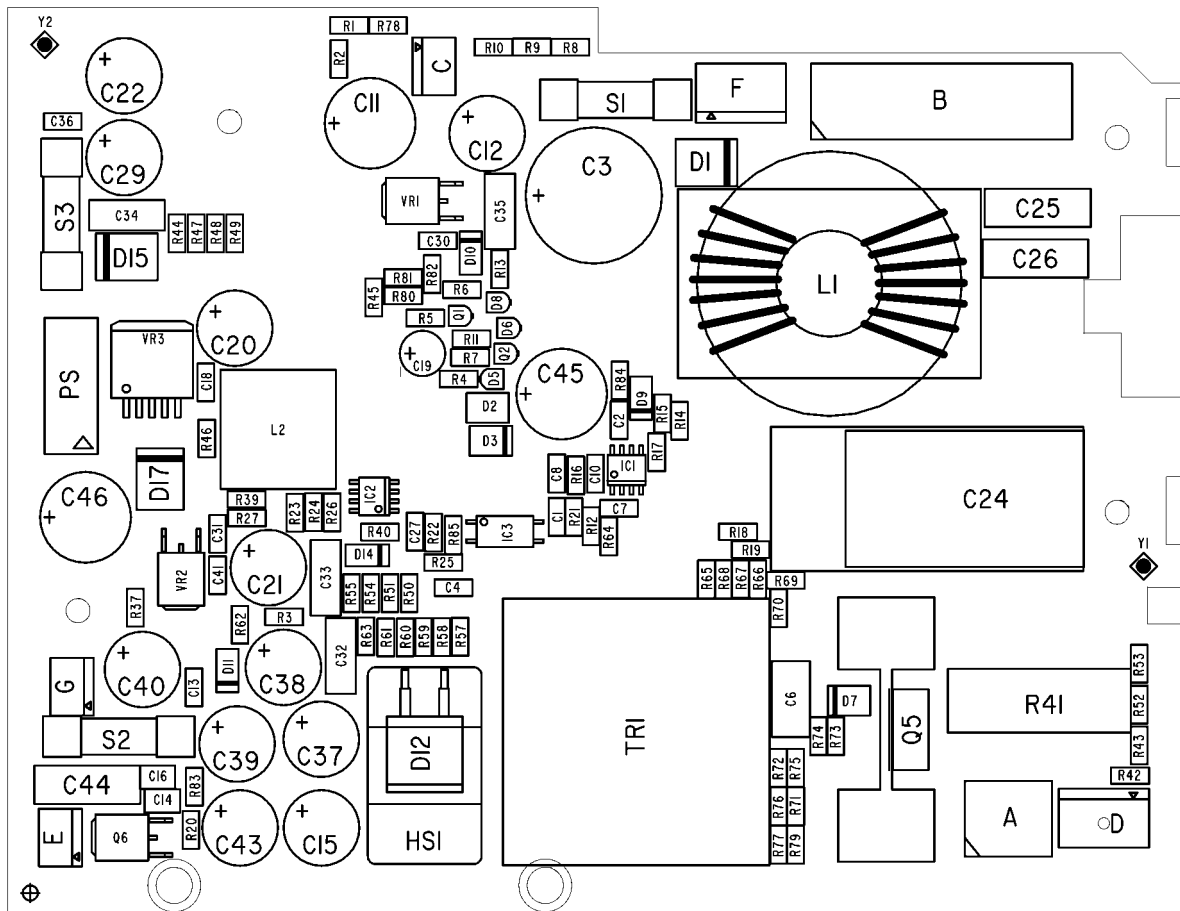 Y2
R1
R78
R2
C
R10
R9
R8
C22
C11
S1
F
B
C36
C12
C29
C3
D1
S3
VR1
C35
C34
C25
R44
R47
R48
R49
C30
D10
D15
C26
R13
R82
R81
R45
R80
R6
L1
D8
R5
Q1
C20
D6
VR3
R11
R7
Q2
C19
PS
C18
R4
D5
C45
R84
D9
D2
C2
R15
R14
L2
R46
D3
R17
D17
C8
R16
C10
IC1
C46
R39
R23
R24
R26
IC2
C24
R27
C7
C31
C27
R22
R85
IC3
C1
R21
R12
R64
R40
R18
D14
R19
Y1
R25
VR2
C41
C21
C33
R55
R54
R51
R50
C4
R65
R68
R67
R66
R69
R37
R62
R3
R70
R63
R61
R60
R59
R58
R57
C32
C40
D11
C38
G
C13
R53
C6
D7
R41
R52
S2
C39
C37
D12
TR1
R74
R73
Q5
R43
C44
C16
R83
R72
R75
R42
C14
E
Q6
R20
C43
C15
HS1
R76
R71
A
D
R77
R79